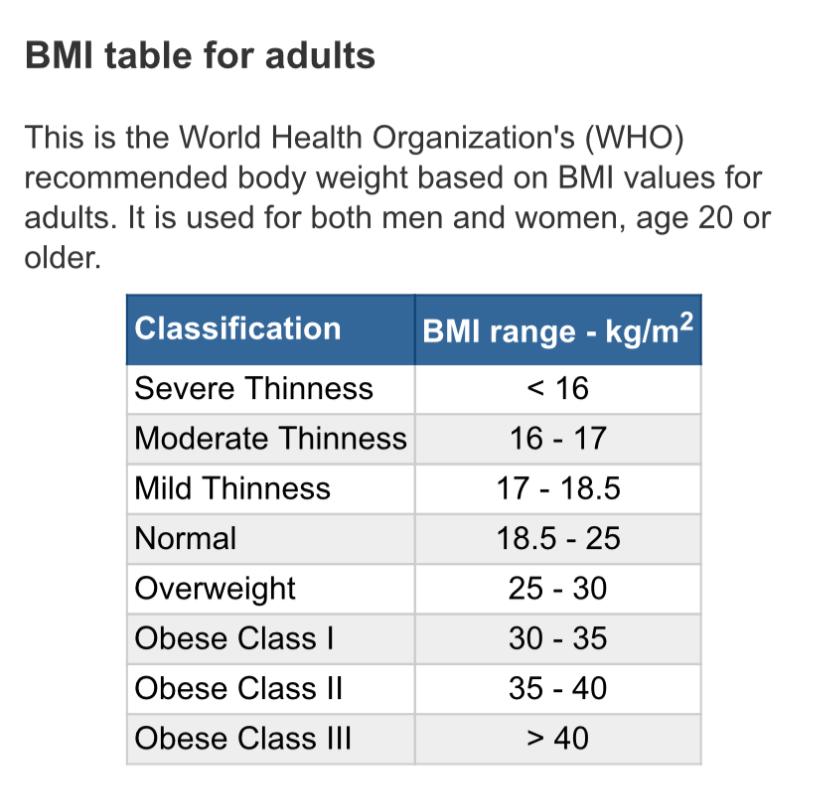 BMI table for adults
This is the World Health Organization's (WHO)
recommended body weight based on BMI values for
adults. It is used for both men and women, age 20 or
older.
Classification BMI range - kg/m²
Severe Thinness < 16
Moderate Thinness 16 - 17
Mild Thinness 17 - 18.5
Normal 18.5 - 25
Overweight 25 - 30
Obese Class I 30 - 35
Obese Class II 35 - 40
Obese Class III > 40